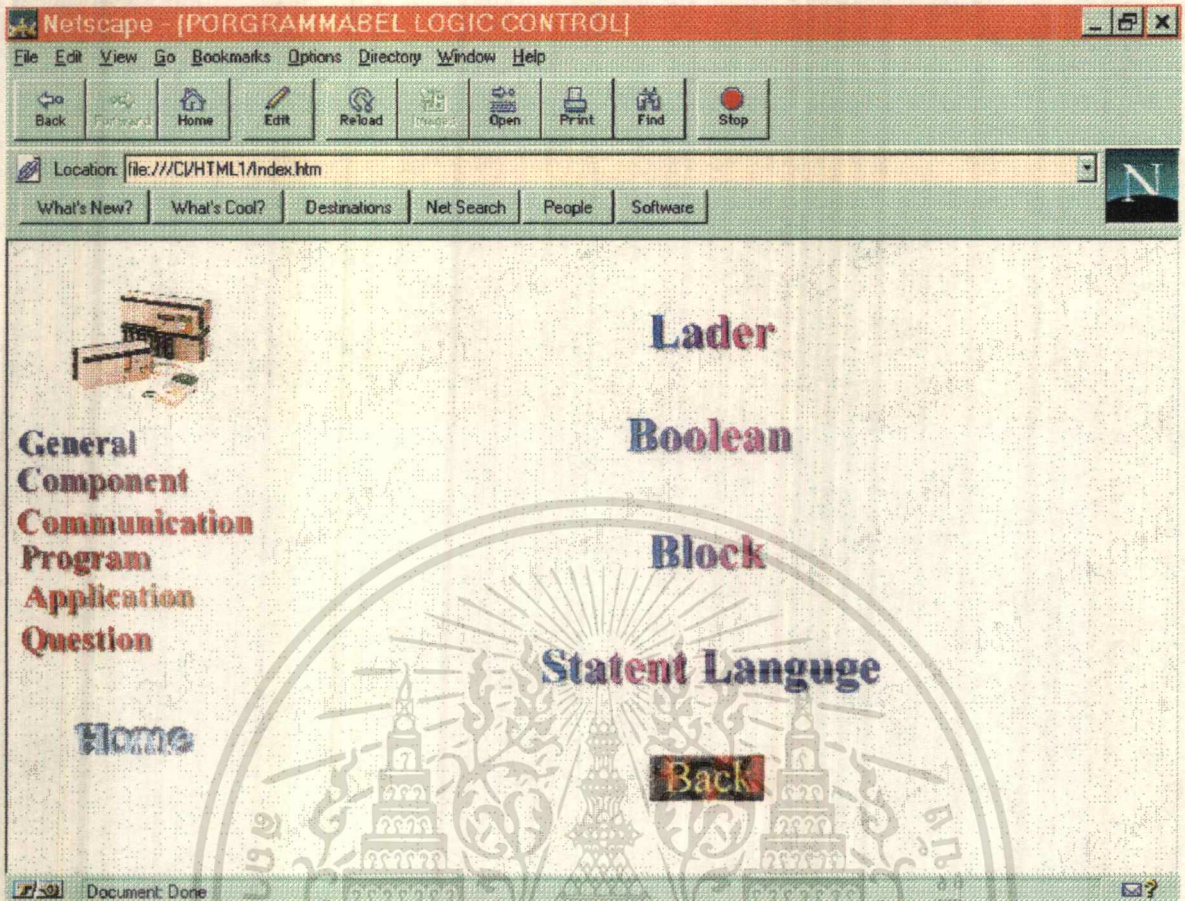 Netscape - [PORGRAMMABEL LOGIC CONTROL]
File Edit View Go Bookmarks Options Directory Window Help
Back Forward Home Edit Reload Images Open Print Find Stop
Location: file:///C|/HTML1/Index.htm
What's New? What's Cool? Destinations Net Search People Software
N
General
Component
Communication
Program
Application
Question
Home
Lader
Boolean
Block
Statent Languge
Back
Document: Done